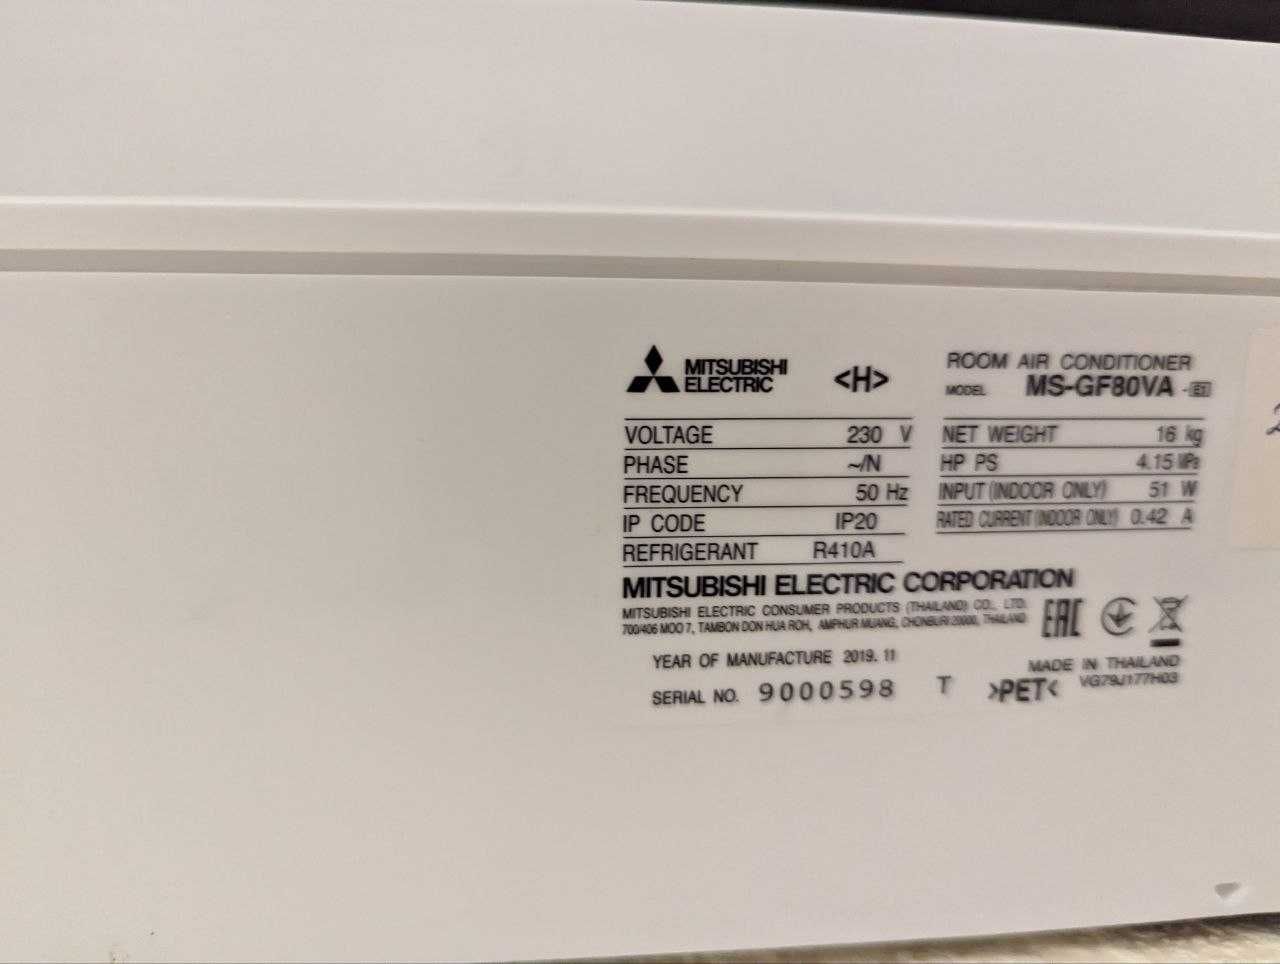 MITSUBISHI
ELECTRIC
<H>
ROOM AIR CONDITIONER
MODEL MS-GF80VA -E1
VOLTAGE 230 V
PHASE ~/N
FREQUENCY 50 Hz
IP CODE IP20
REFRIGERANT R410A
NET WEIGHT 16 kg
HP PS 4.15 MPa
INPUT (INDOOR ONLY) 51 W
RATED CURRENT (INDOOR ONLY) 0.42 A
MITSUBISHI ELECTRIC CORPORATION
MITSUBISHI ELECTRIC CONSUMER PRODUCTS (THAILAND) CO., LTD.
700/406 MOO 7, TAMBON DON HUA ROH, AMPHUR MUANG, CHONBURI 20000, THAILAND
EAC
YEAR OF MANUFACTURE 2019. 11
MADE IN THAILAND
SERIAL NO. 9000598 T >PET< VG79J177H03